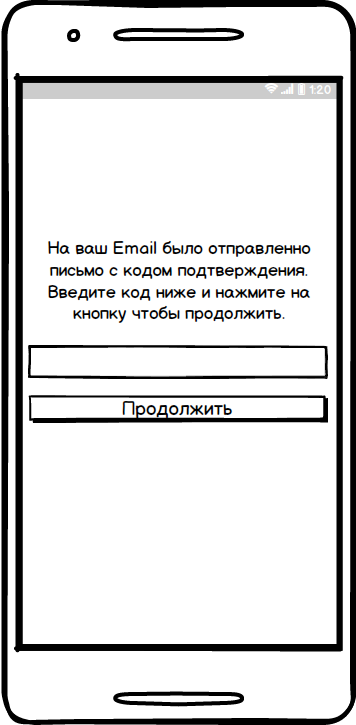 1:20
На ваш Email было отправленно
письмо с кодом подтверждения.
Введите код ниже и нажмите на
кнопку чтобы продолжить.
Продолжить